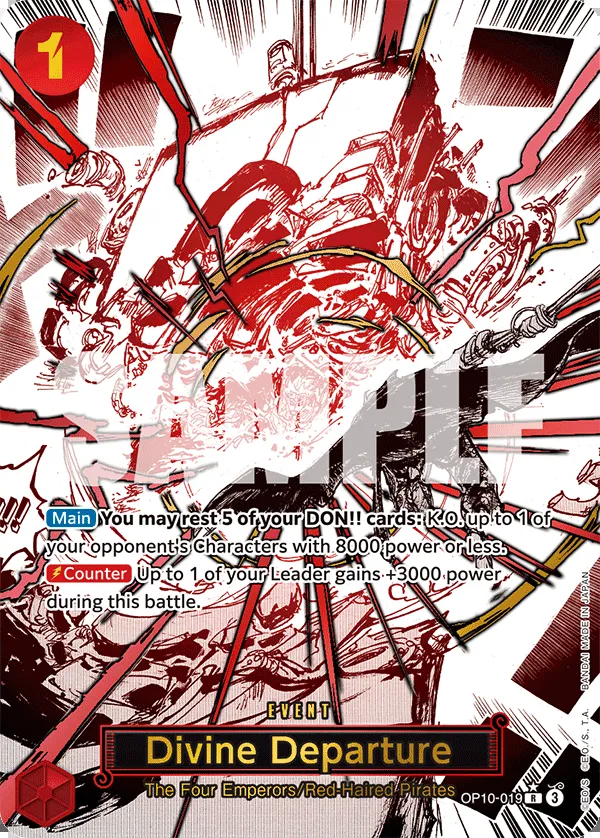 1
SAMPLE
Main You may rest 5 of your DON!! cards: K.O. up to 1 of
your opponent's Characters with 8000 power or less.
Counter Up to 1 of your Leader gains +3000 power
during this battle.
EVENT
Divine Departure
The Four Emperors/Red-Haired Pirates
OP10-019 R 3
BANDAI MADE IN JAPAN